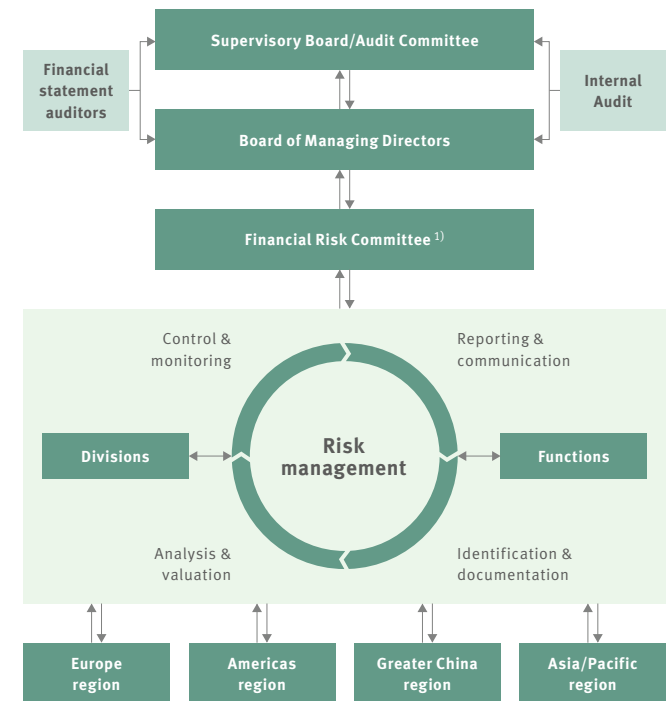 Supervisory Board/Audit Committee
Financial
statement
auditors
Internal
Audit
Board of Managing Directors
Financial Risk Committee 1)
Control &
monitoring
Reporting &
communication
Divisions
Risk
management
Functions
Analysis &
valuation
Identification &
documentation
Europe
region
Americas
region
Greater China
region
Asia/Pacific
region